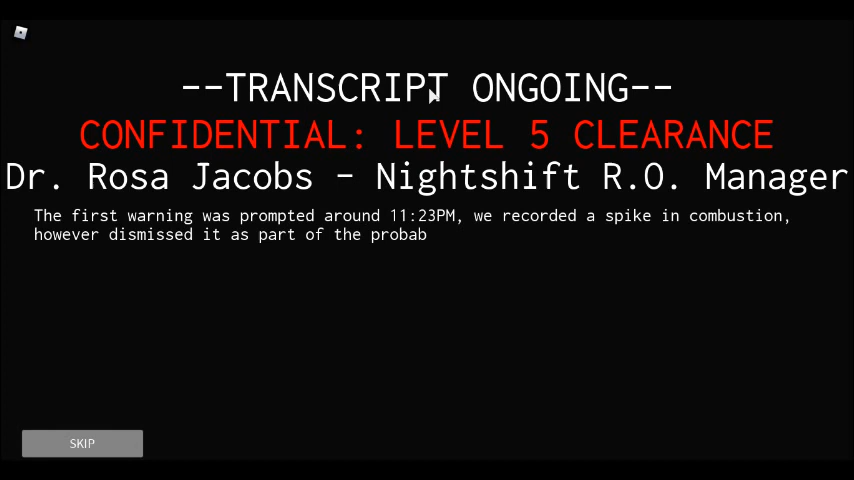 --TRANSCRIPT ONGOING--
CONFIDENTIAL: LEVEL 5 CLEARANCE
Dr. Rosa Jacobs - Nightshift R.O. Manager
The first warning was prompted around 11:23PM, we recorded a spike in combustion,
however dismissed it as part of the probab
SKIP